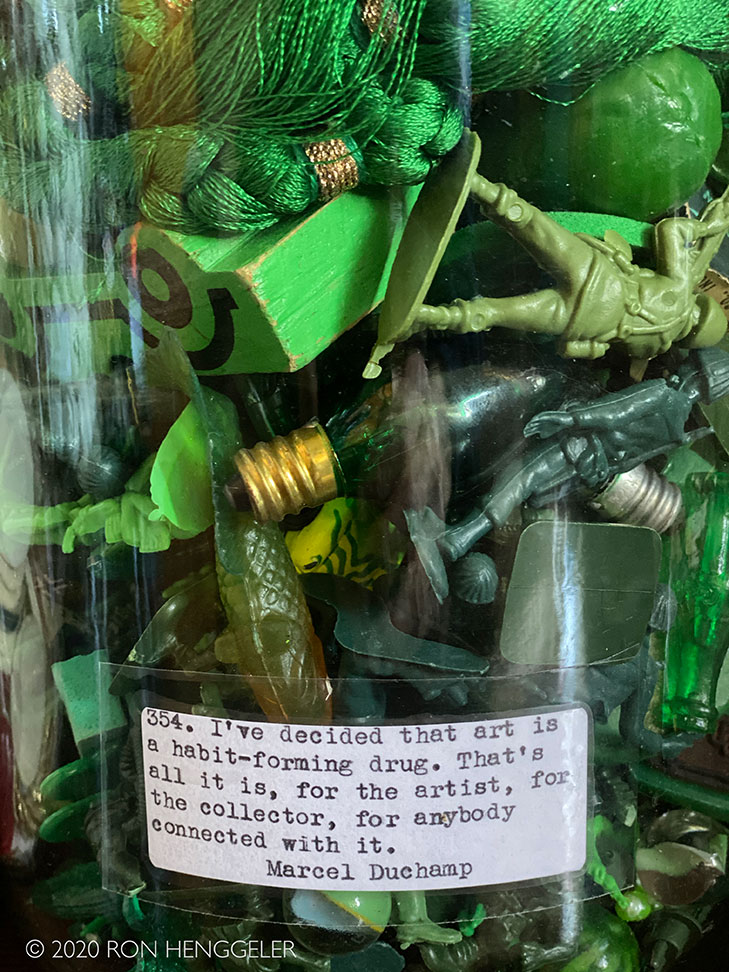 354. I've decided that art is
a habit-forming drug. That's
all it is, for the artist, for
the collector, for anybody
connected with it.
Marcel Duchamp
© 2020 RON HENGGELER